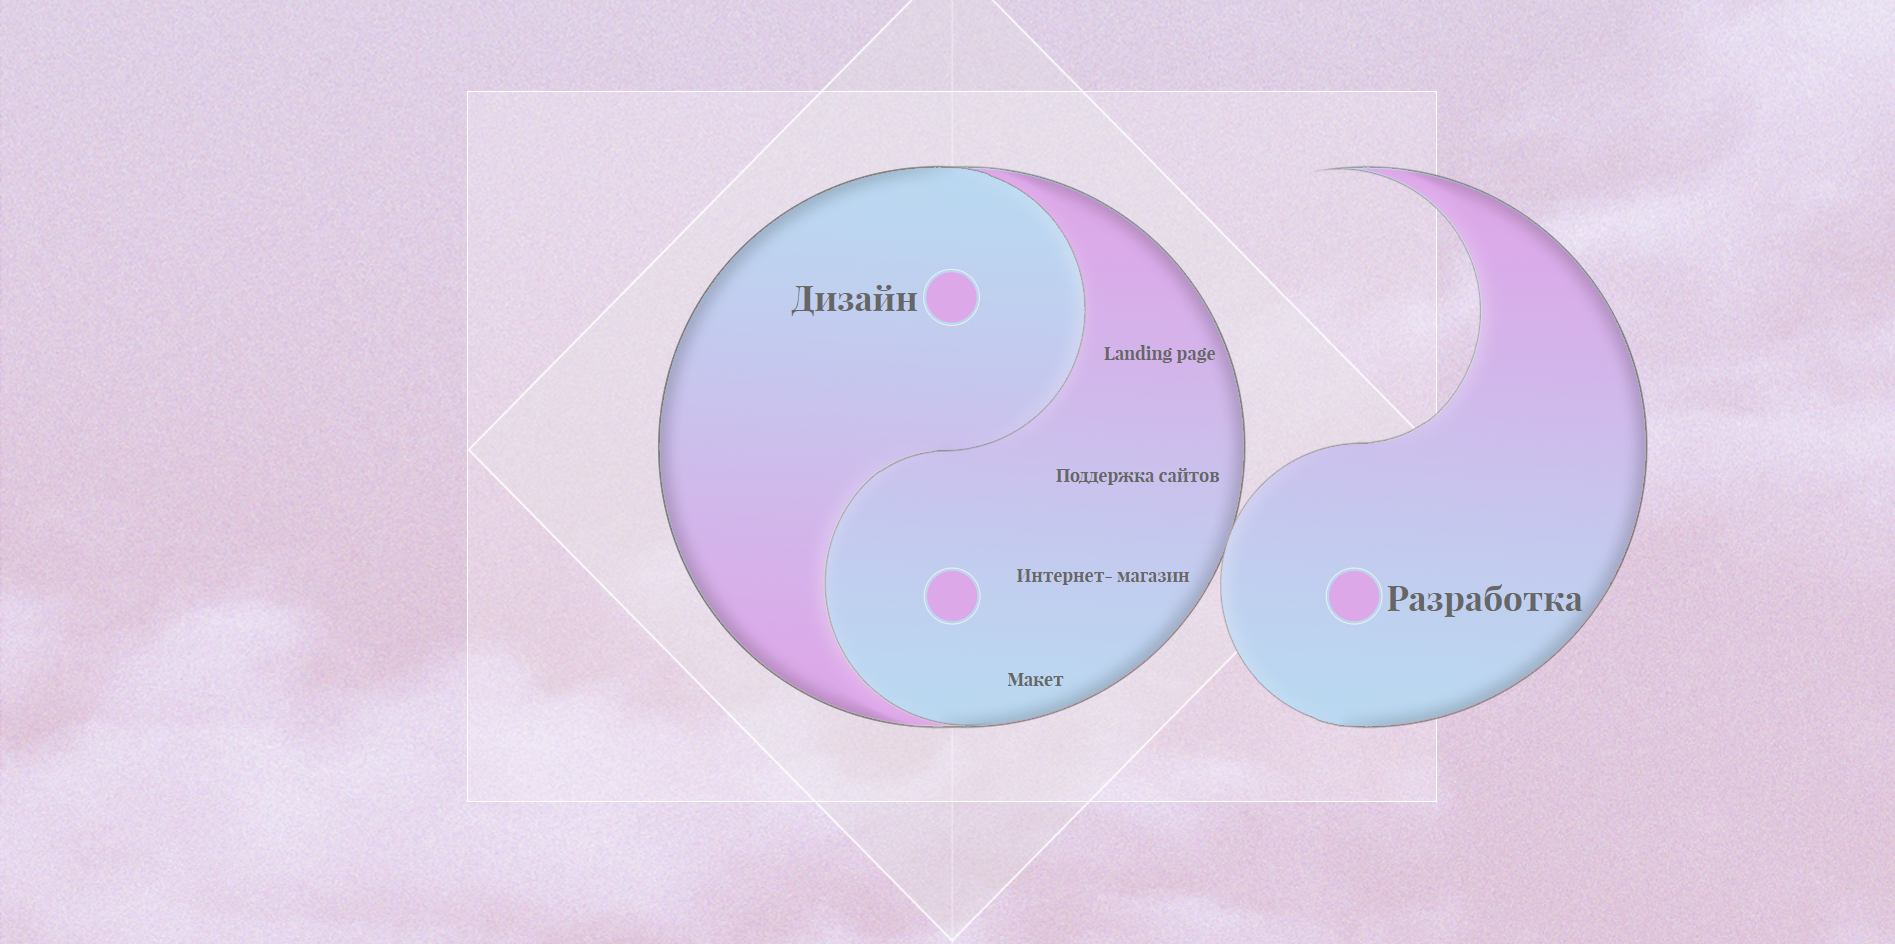 Дизайн
Landing page
Поддержка сайтов
Интернет- магазин
Разработка
Макет